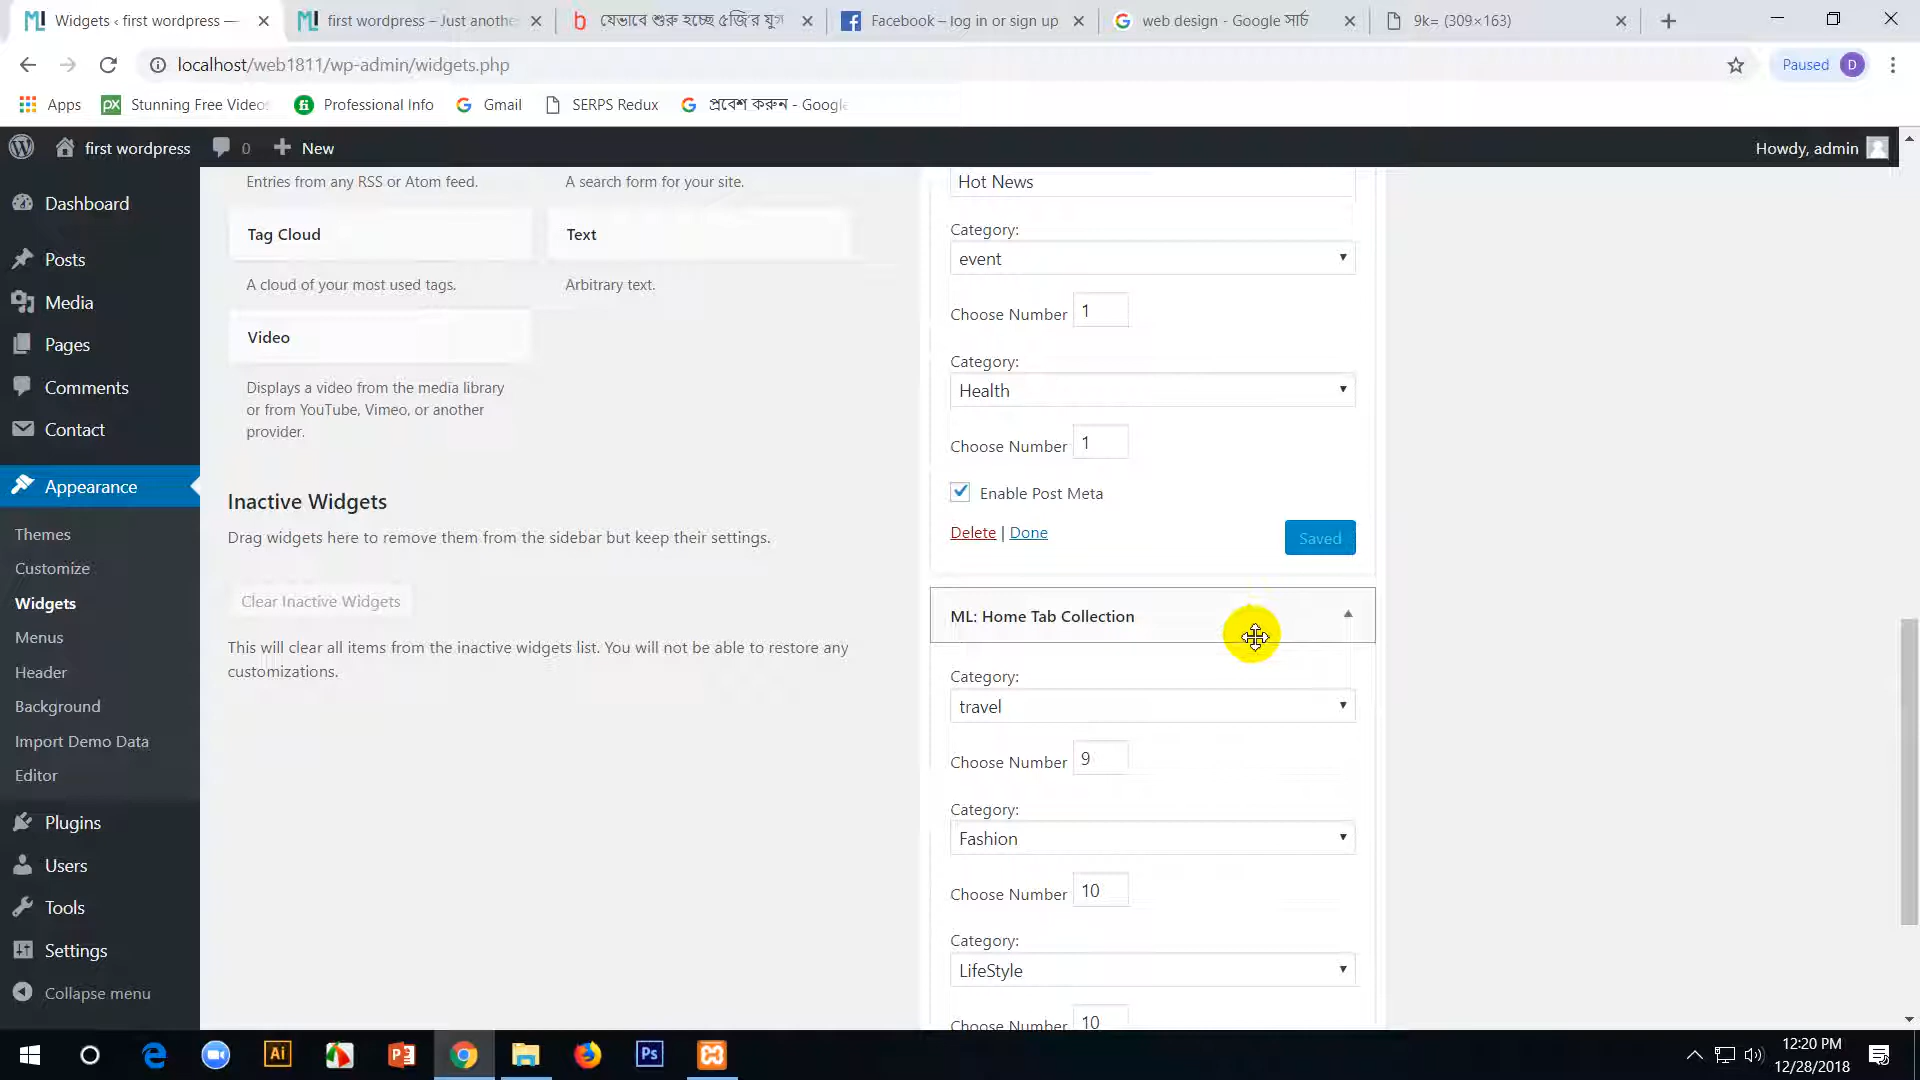 Widgets ‹ first wordpress —
first wordpress – Just anothe
যেভাবে শুরু হচ্ছে ৫জি'র যুগ
Facebook – log in or sign up
web design - Google সার্চ
9k= (309×163)
localhost/web1811/wp-admin/widgets.php
Paused D
Apps
Stunning Free Videos
Professional Info
Gmail
SERPS Redux
প্রবেশ করুন - Google
first wordpress
0
New
Howdy, admin
Dashboard
Posts
Media
Pages
Comments
Contact
Appearance
Themes
Customize
Widgets
Menus
Header
Background
Import Demo Data
Editor
Plugins
Users
Tools
Settings
Collapse menu
Entries from any RSS or Atom feed.
A search form for your site.
Tag Cloud
Text
A cloud of your most used tags.
Arbitrary text.
Video
Displays a video from the media library
or from YouTube, Vimeo, or another
provider.
Inactive Widgets
Drag widgets here to remove them from the sidebar but keep their settings.
Clear Inactive Widgets
This will clear all items from the inactive widgets list. You will not be able to restore any
customizations.
Hot News
Category:
event
Choose Number 1
Category:
Health
Choose Number 1
Enable Post Meta
Delete | Done
Saved
ML: Home Tab Collection
Category:
travel
Choose Number 9
Category:
Fashion
Choose Number 10
Category:
LifeStyle
Choose Number 10
Ai
Ps
12:20 PM
12/28/2018